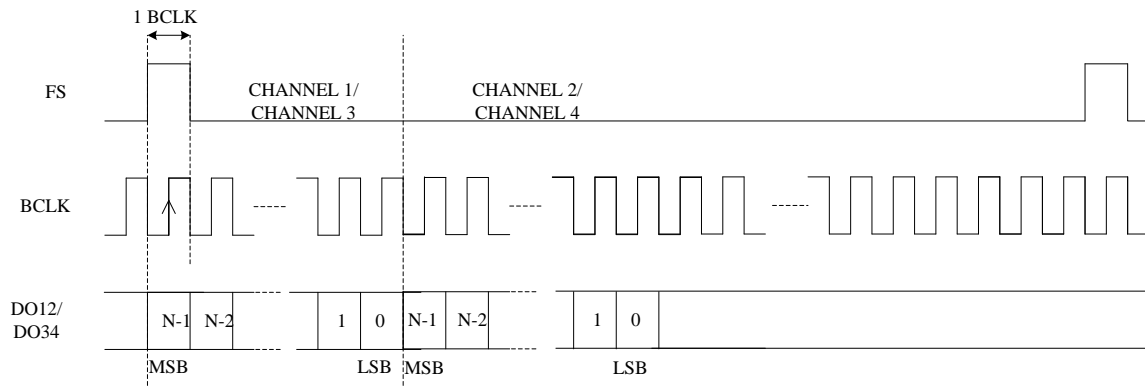 1 BCLK
FS
CHANNEL 1/
CHANNEL 3
CHANNEL 2/
CHANNEL 4
BCLK
DO12/
DO34
N-1 N-2 1 0 N-1 N-2 1 0
MSB LSB MSB LSB